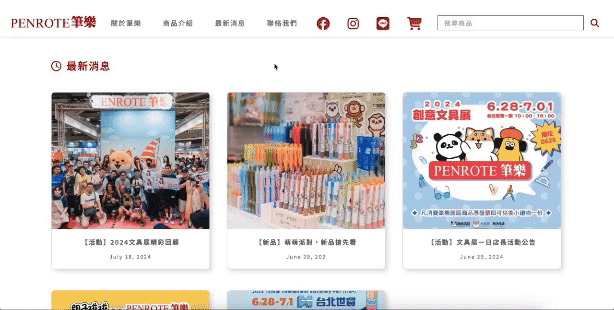 PENROTE 筆樂
關於筆樂
商品介紹
最新消息
聯絡我們
搜尋商品
最新消息
ENROTE 筆樂
2024
創意文具展
6.28-7.01
PENROTE 筆樂
【活動】2024文具展精彩回顧
July 18, 2024
【新品】萌萌派對・新品搶先看
June 28, 202
【活動】文具展一日店長活動公告
June 25, 2024
PENROTE 筆樂
6.28-7.1
台北世貿